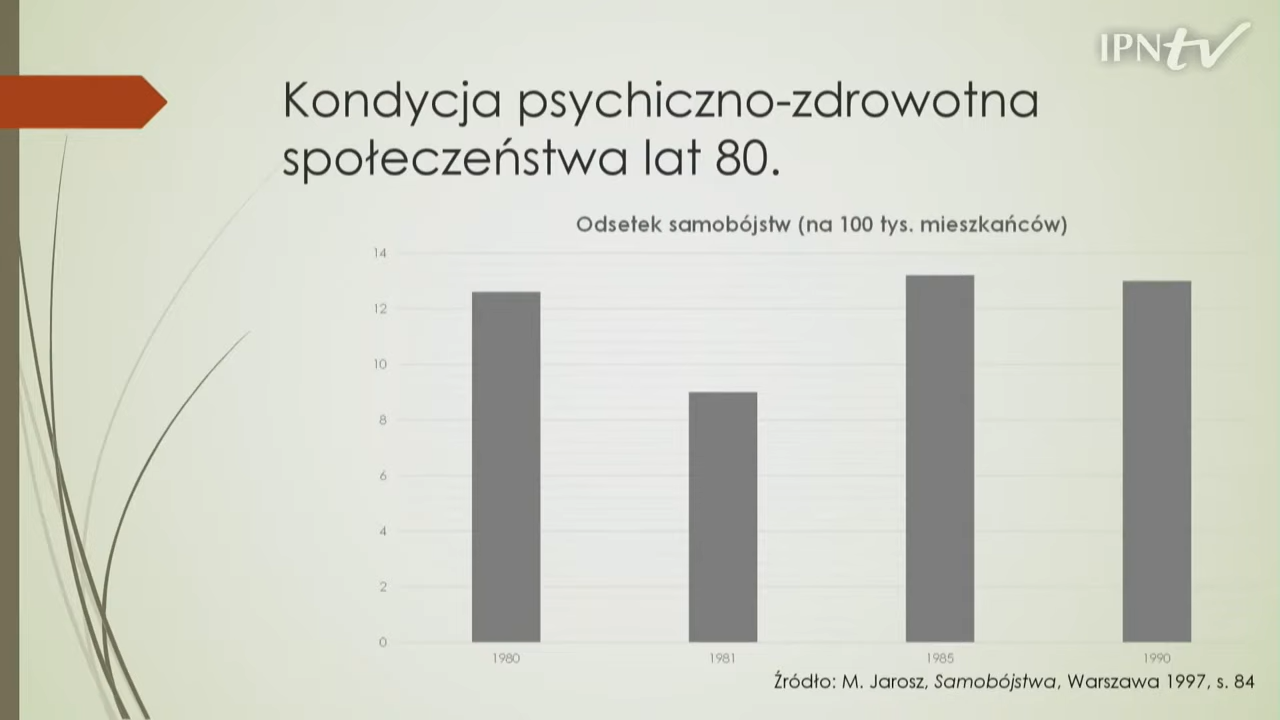 IPNtv
Kondycja psychiczno-zdrowotna
społeczeństwa lat 80.
Odsetek samobójstw (na 100 tys. mieszkańców)
14
12
10
8
6
4
2
0
1980 1981 1985 1990
Źródło: M. Jarosz, Samobójstwa, Warszawa 1997, s. 84